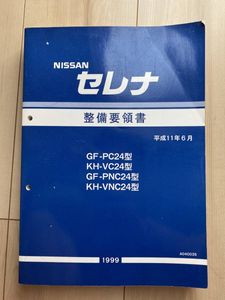 NISSAN
セレナ
整備要領書
平成11年6月
GF-PC24型
KH-VC24型
GF-PNC24型
KH-VNC24型
A040026
1999